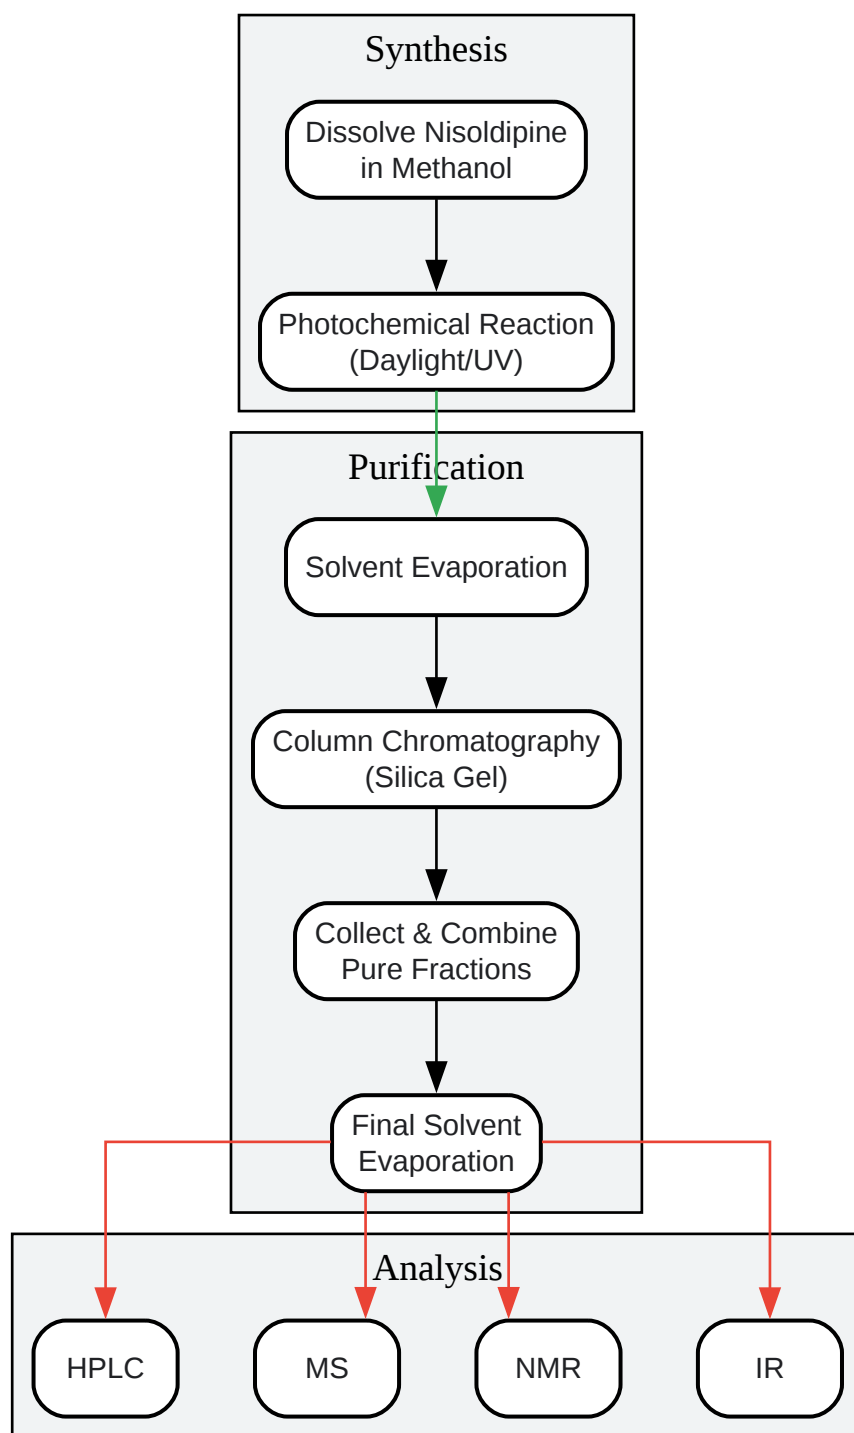 Synthesis
Dissolve Nisoldipine
in Methanol
Photochemical Reaction
(Daylight/UV)
Purification
Solvent Evaporation
Column Chromatography
(Silica Gel)
Collect & Combine
Pure Fractions
Final Solvent
Evaporation
Analysis
HPLC
MS
NMR
IR